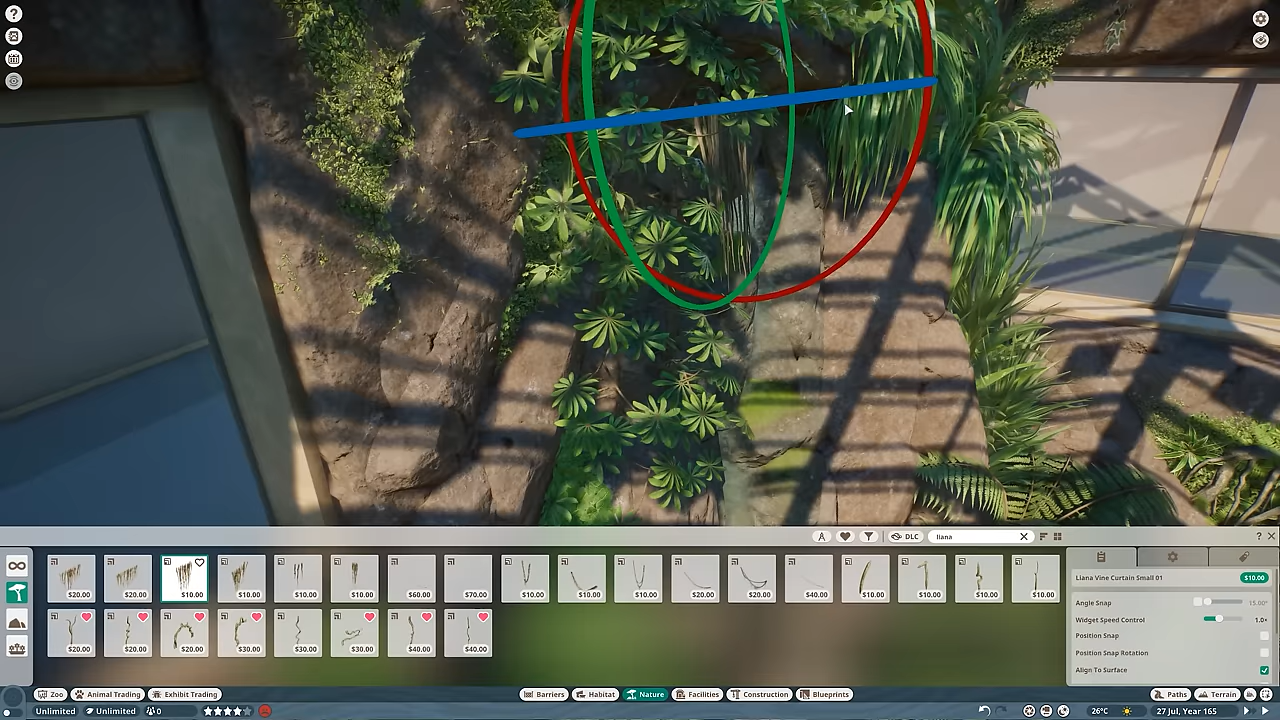 DLC
liana
?
$20.00 $20.00 $10.00 $10.00 $10.00 $10.00 $60.00 $70.00 $10.00 $10.00 $10.00 $20.00 $20.00 $40.00 $10.00 $10.00 $10.00 $10.00
$20.00 $20.00 $20.00 $30.00 $30.00 $30.00 $40.00 $40.00
Liana Vine Curtain Small 01 $10.00
Angle Snap 15.00°
Widget Speed Control 1.0×
Position Snap
Position Snap Rotation
Align To Surface
Zoo Animal Trading Exhibit Trading Barriers Habitat Nature Facilities Construction Blueprints Paths Terrain
Unlimited Unlimited 0 26°C 27 Jul, Year 165